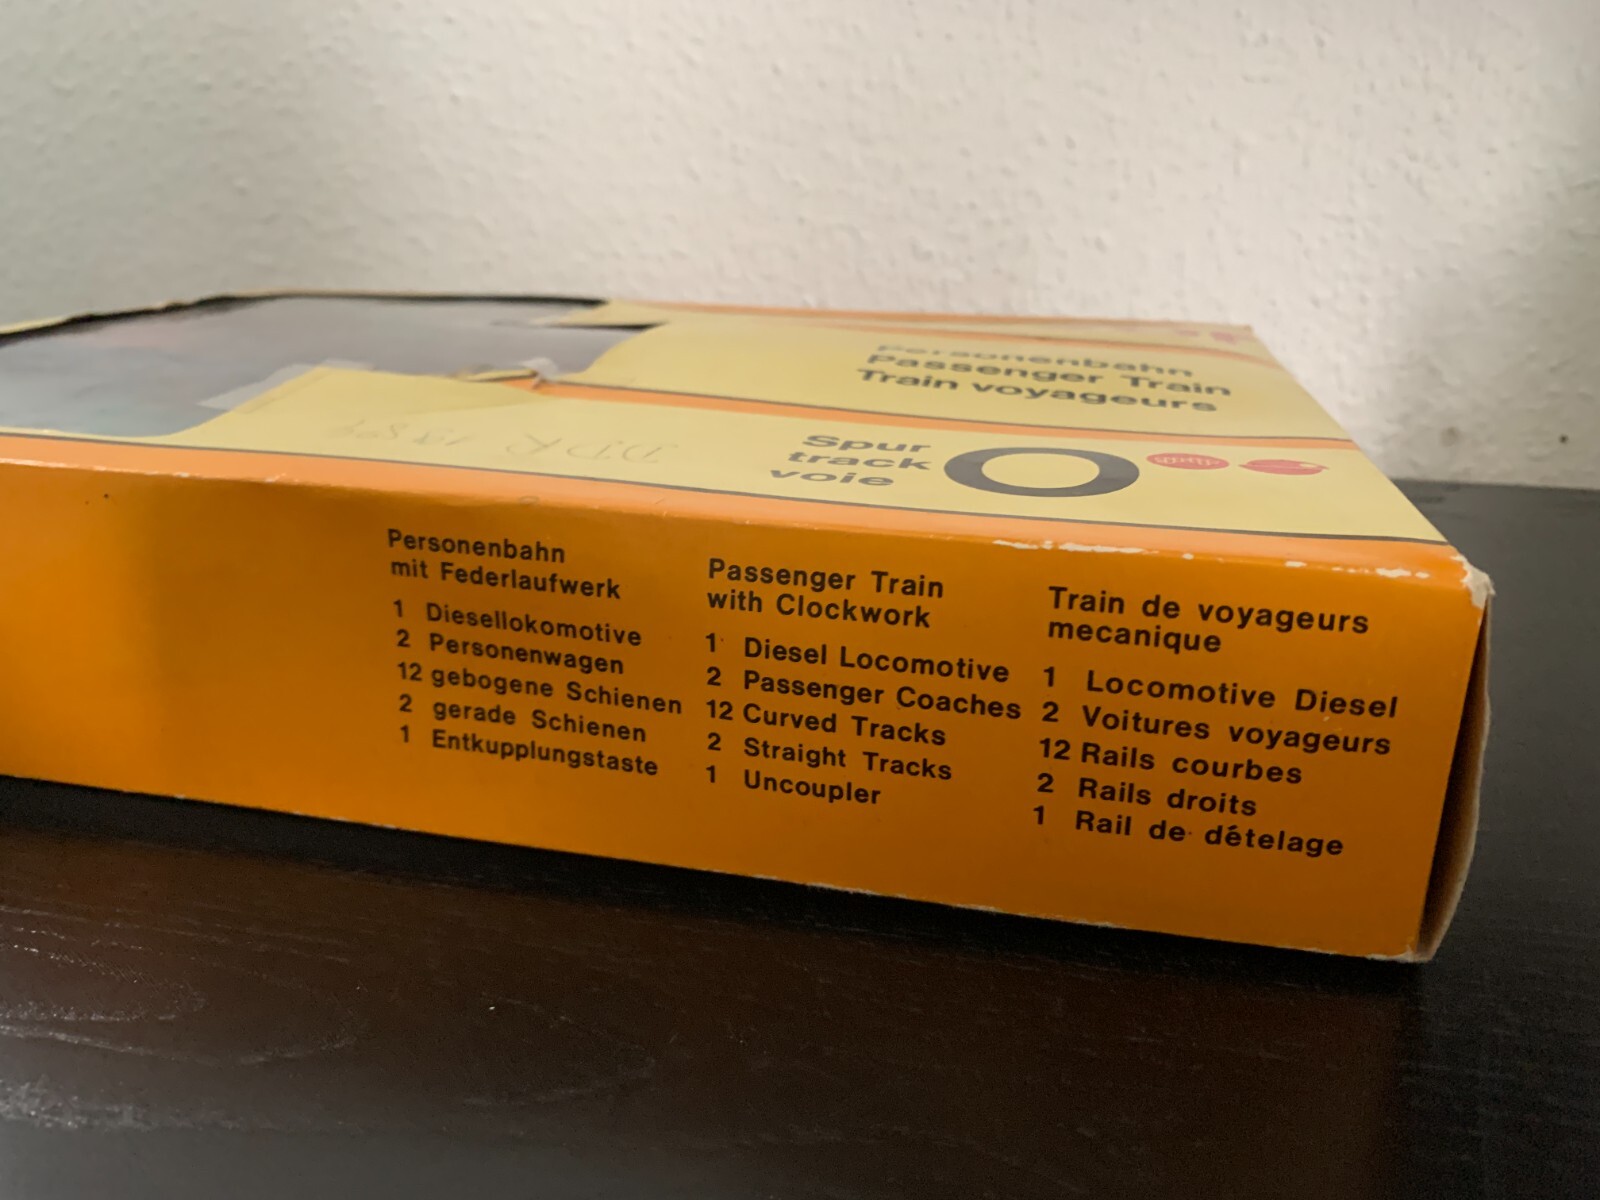 Personenbahn
Passenger Train
Train voyageurs
Spur
track
voie
O
DDR 1984
Personenbahn
mit Federlaufwerk
1 Diesellokomotive
2 Personenwagen
12 gebogene Schienen
2 gerade Schienen
1 Entkupplungstaste
Passenger Train
with Clockwork
1 Diesel Locomotive
2 Passenger Coaches
12 Curved Tracks
2 Straight Tracks
1 Uncoupler
Train de voyageurs
mecanique
1 Locomotive Diesel
2 Voitures voyageurs
12 Rails courbes
2 Rails droits
1 Rail de dételage